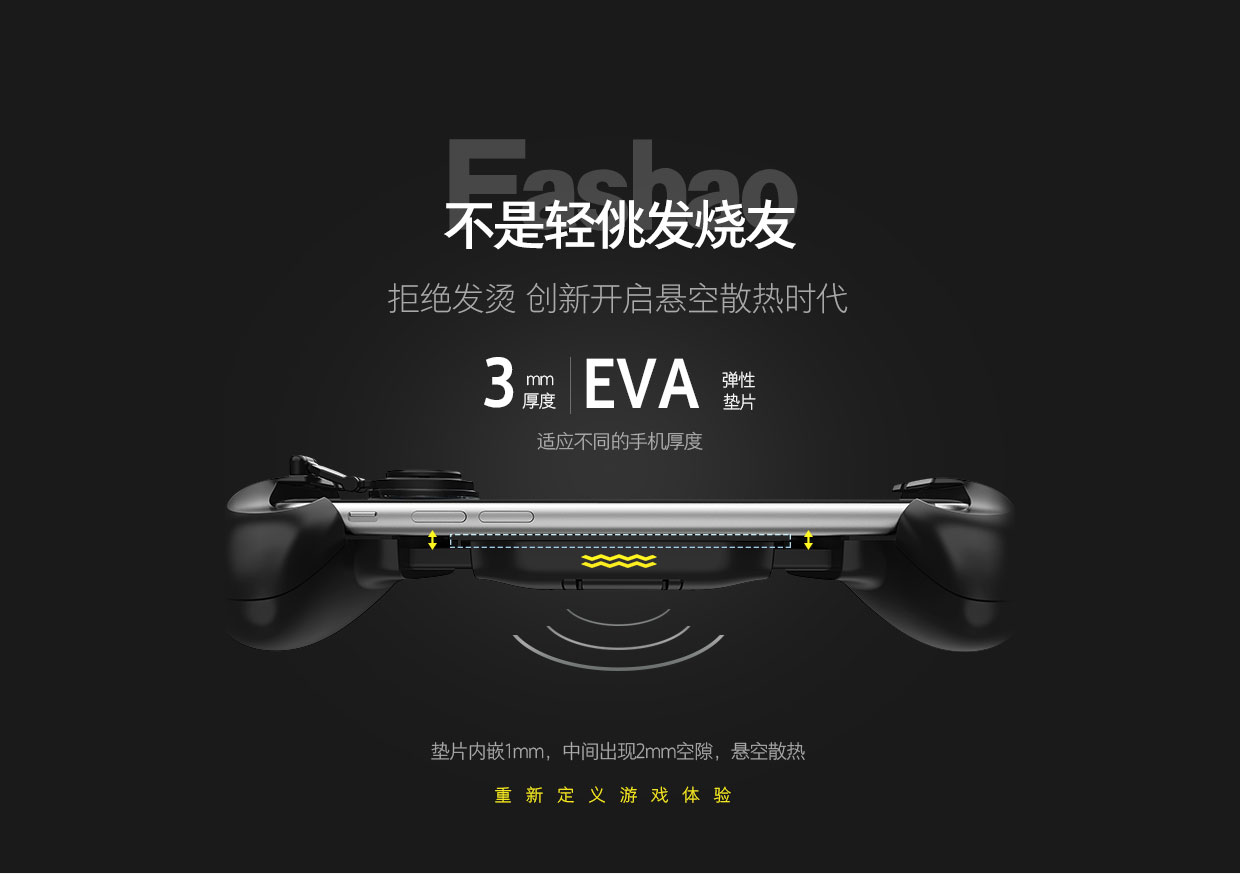 Fasbao
不是轻佻发烧友
拒绝发烫 创新开启悬空散热时代
3 mm 厚度 | EVA 弹性 垫片
适应不同的手机厚度
垫片内嵌1mm，中间出现2mm空隙，悬空散热
重新定义游戏体验